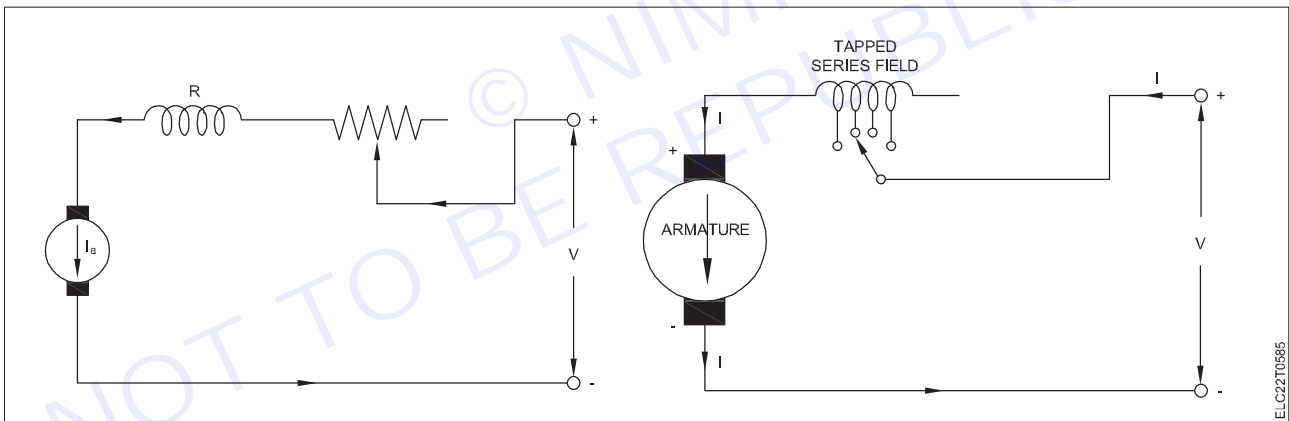 R
+
Ia
V
-
TAPPED
SERIES FIELD
I
+
I
+
ARMATURE
V
-
I
-
ELC22T0585
© NIMI
NOT TO BE REPUBLISHED